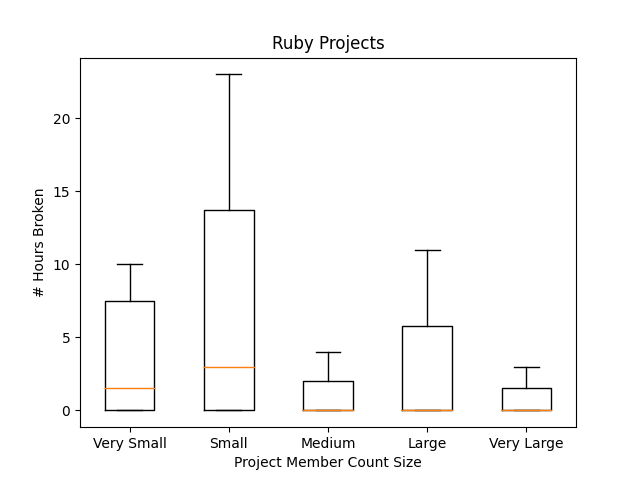 Ruby Projects
20
15
10
5
0
# Hours Broken
Very Small Small Medium Large Very Large
Project Member Count Size